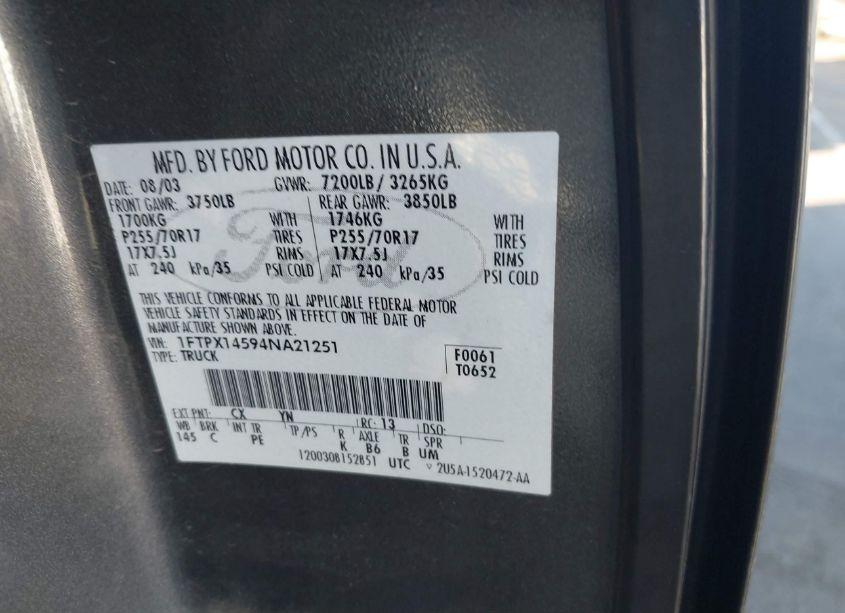 MFD. BY FORD MOTOR CO. IN U.S.A.
DATE: 08/03 GVWR: 7200LB/ 3265KG
FRONT GAWR: 3750LB REAR GAWR: 3850LB
1700KG WITH 1746KG WITH
P255/70R17 TIRES P255/70R17 TIRES
17X7.5J RIMS 17X7.5J RIMS
AT 240 kPa/35 PSI COLD AT 240 kPa/35 PSI COLD
Ford
THIS VEHICLE CONFORMS TO ALL APPLICABLE FEDERAL MOTOR
VEHICLE SAFETY STANDARDS IN EFFECT ON THE DATE OF
MANUFACTURE SHOWN ABOVE.
VIN: 1FTPX14594NA21251
TYPE: TRUCK
F0061
T0652
EXT PNT: CX YN RC: 13 DSO:
WB BRK INT TR TP/PS R AXLE TR SPR
145 C PE K B6 B UM
1200308152851 UTC ▽ 2U5A-1520472-AA